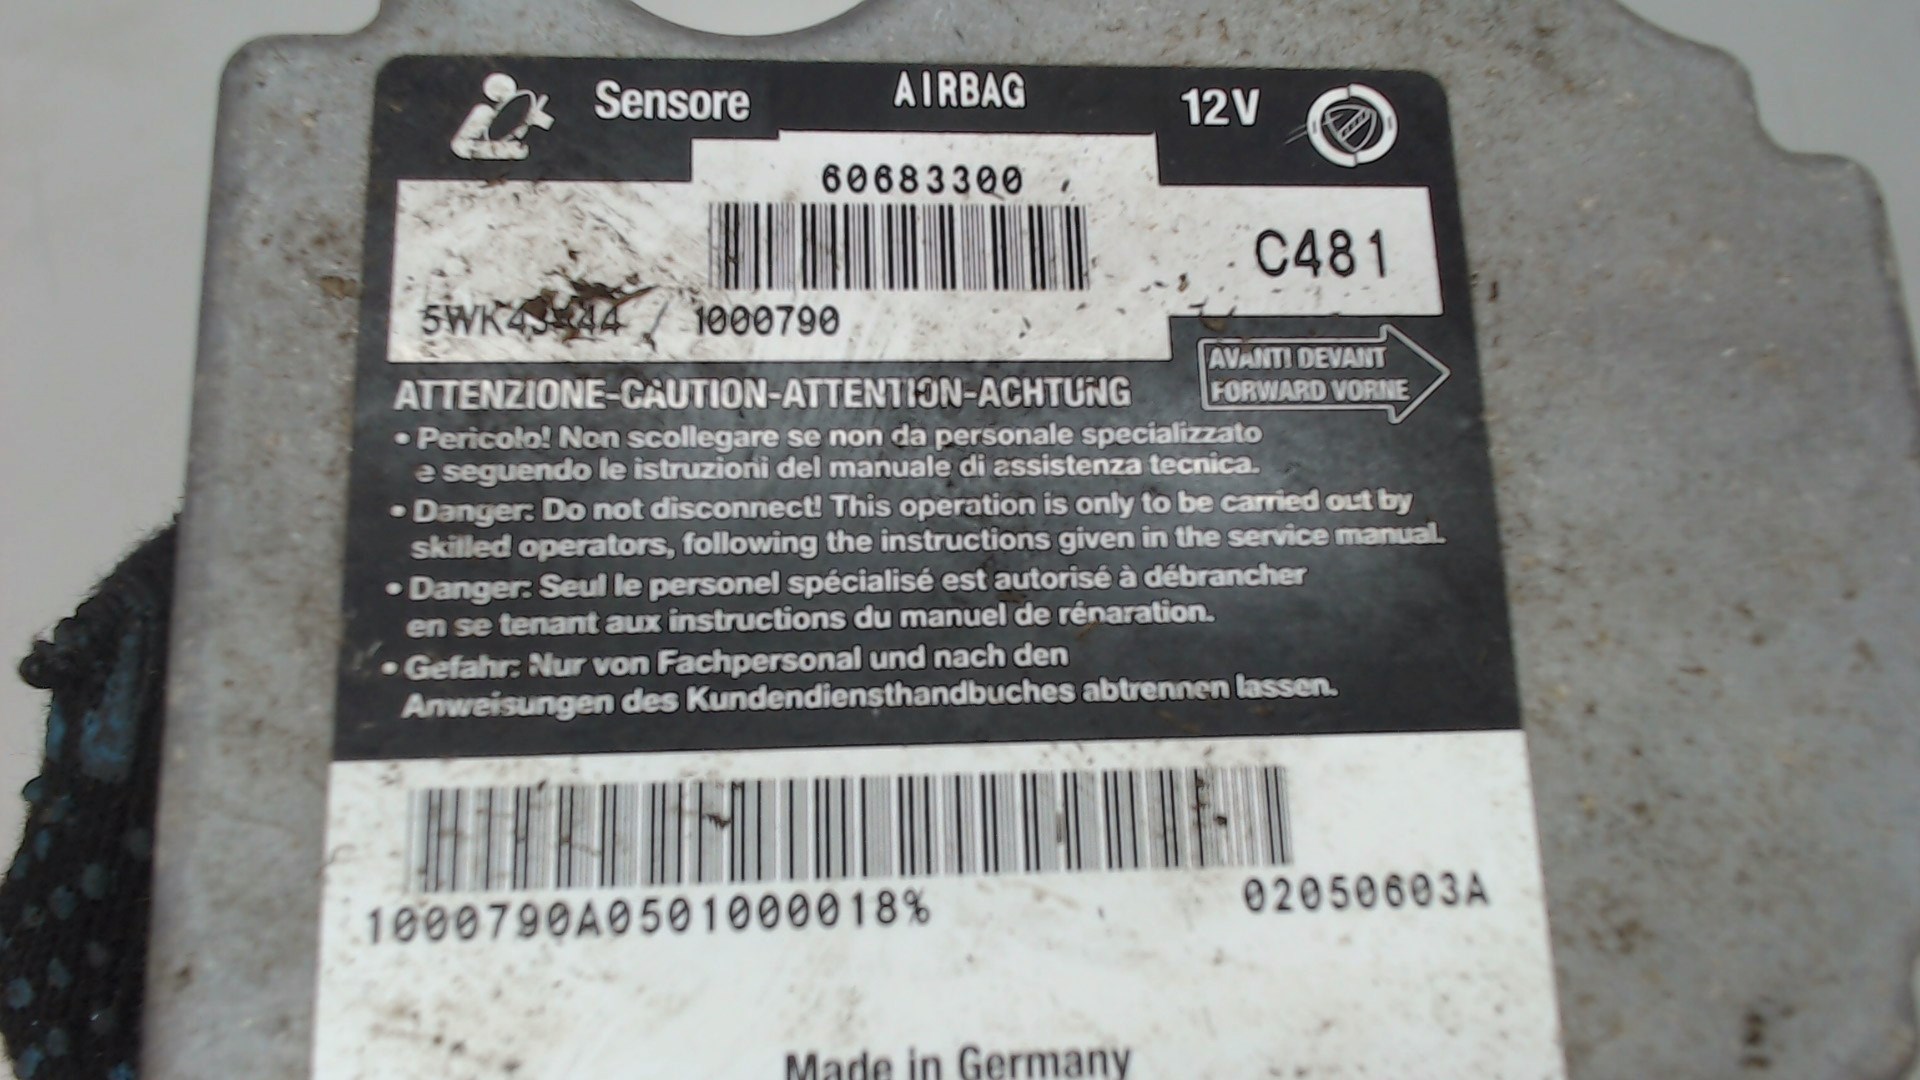 Sensore AIRBAG 12V
60683300
C481
/ 1000790
AVANTI DEVANT
FORWARD VORNE
ATTENZIONE-CAUTION-ATTENTION-ACHTUNG
• Pericolo! Non scollegare se non da personale specializzato
e seguendo le istruzioni del manuale di assistenza tecnica.
• Danger: Do not disconnect! This operation is only to be carried out by
skilled operators, following the instructions given in the service manual.
• Danger: Seul le personel spécialisé est autorisé à débrancher
en se tenant aux instructions du manuel de réparation.
• Gefahr: Nur von Fachpersonal und nach den
Anweisungen des Kundendiensthandbuches abtrennen lassen.
1000790A0501000018% 02050603A
Made in Germany